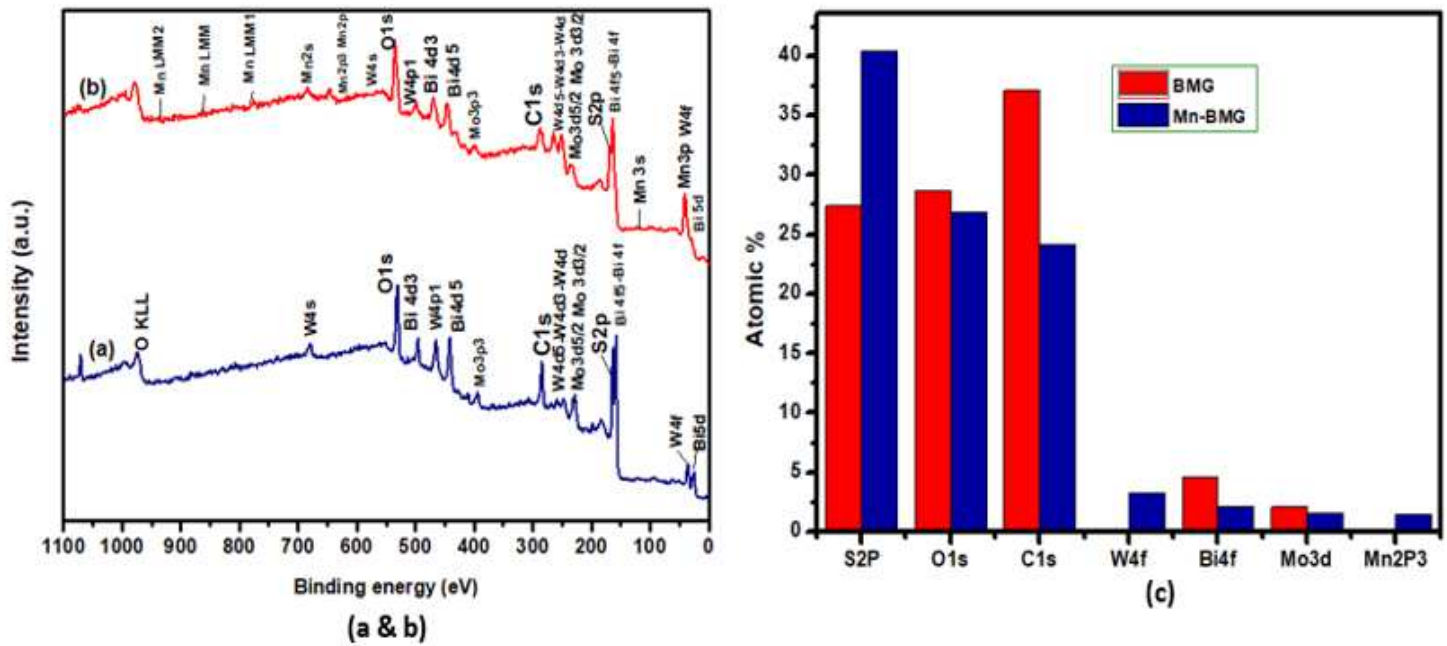 Intensity (a.u.)
(b)
Mn LMM2
Mn LMM
Mn LMM1
Mn2s
Mn2p3 Mn2p
W4s
O1s
W4p1
Bi 4d3
Bi4d5
Mo3p3
C1s
W4d5-W4d3-W4d
Mo3d5/2 Mo 3d3/2
S2p
Bi 4f5-Bi 4f
Mn 3s
Mn3p W4f
Bi 5d
(a)
O KLL
W4s
O1s
Bi 4d3
W4p1
Bi4d5
Mo3p3
C1s
W4d5-W4d3-W4d
Mo3d5/2 Mo 3d3/2
S2p
Bi 4f5-Bi 4f
W4f
Bi5d
1100 1000 900 800 700 600 500 400 300 200 100 0
Binding energy (eV)
(a & b)
Atomic %
40
35
30
25
20
15
10
5
0
BMG
Mn-BMG
S2P O1s C1s W4f Bi4f Mo3d Mn2P3
(c)